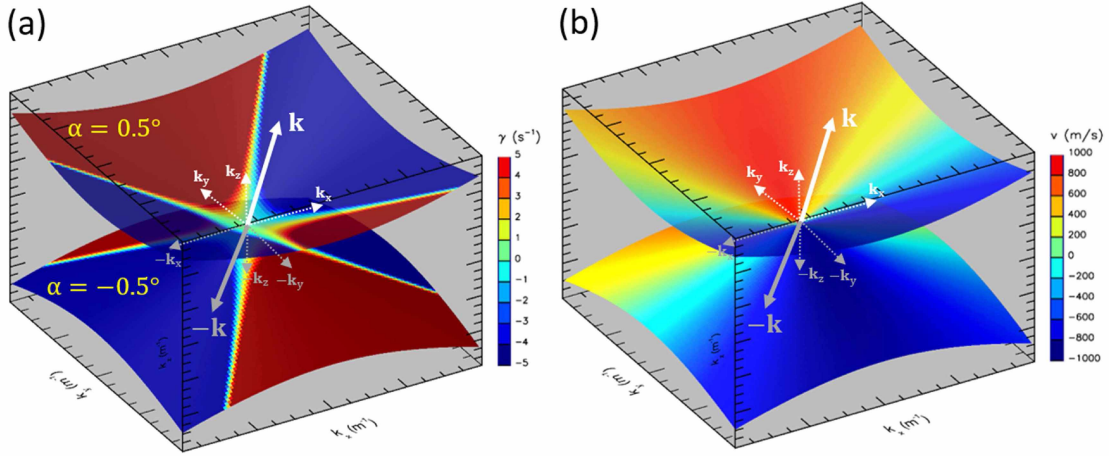 (a)
α = 0.5°
α = −0.5°
k
k_z
k_y
k_x
−k_x
−k_z
−k_y
−k
k_x (m⁻¹)
γ (s⁻¹)
5
4
3
2
1
0
-1
-2
-3
-4
-5
(b)
k
k_z
k_y
k_x
−k_x
−k_z
−k_y
−k
k_x (m⁻¹)
v (m/s)
1000
800
600
400
200
0
-200
-400
-600
-800
-1000